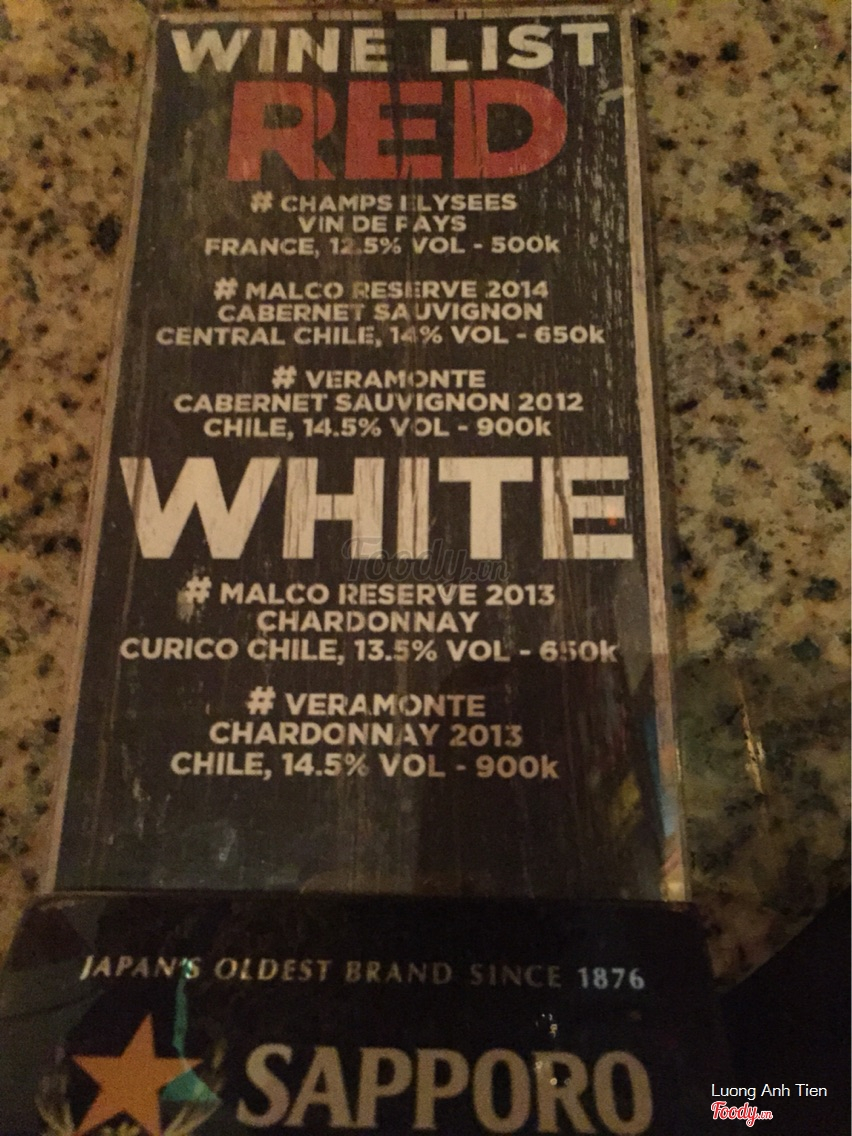 WINE LIST
RED
# CHAMPS ELYSEES
VIN DE PAYS
FRANCE, 12.5% VOL - 500k
# MALCO RESERVE 2014
CABERNET SAUVIGNON
CENTRAL CHILE, 14% VOL - 650k
# VERAMONTE
CABERNET SAUVIGNON 2012
CHILE, 14.5% VOL - 900k
WHITE
Foody.vn
# MALCO RESERVE 2013
CHARDONNAY
CURICO CHILE, 13.5% VOL - 650k
# VERAMONTE
CHARDONNAY 2013
CHILE, 14.5% VOL - 900k
JAPAN'S OLDEST BRAND SINCE 1876
SAPPORO
Luong Anh Tien
Foody.vn